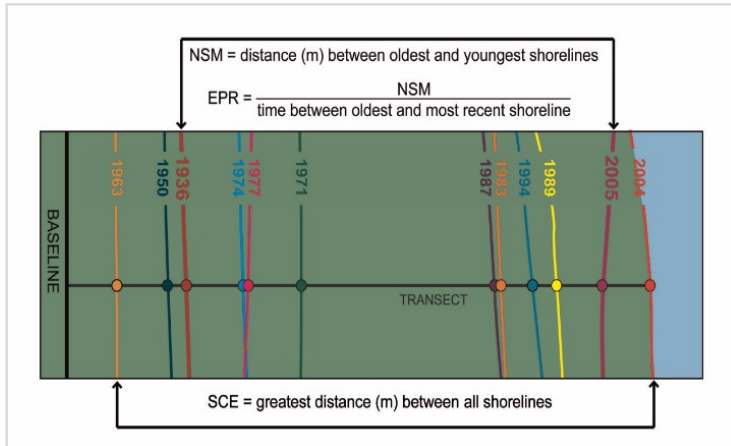 NSM = distance (m) between oldest and youngest shorelines
EPR = NSM
time between oldest and most recent shoreline
BASELINE
1963
1950
1936
1974
1977
1971
1987
1983
1994
1989
2005
2004
TRANSECT
SCE = greatest distance (m) between all shorelines